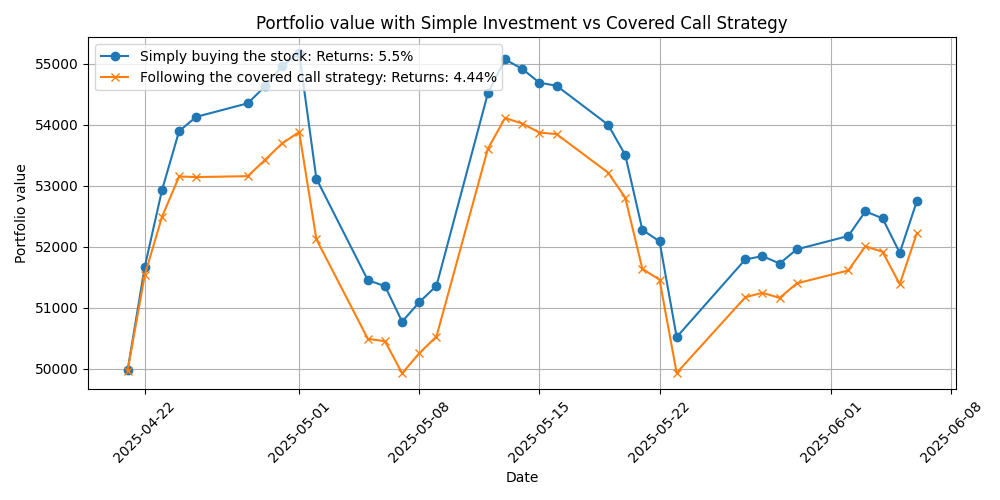 Portfolio value with Simple Investment vs Covered Call Strategy
Simply buying the stock: Returns: 5.5%
Following the covered call strategy: Returns: 4.44%
Portfolio value
55000
54000
53000
52000
51000
50000
2025-04-22
2025-05-01
2025-05-08
2025-05-15
2025-05-22
2025-06-01
2025-06-08
Date